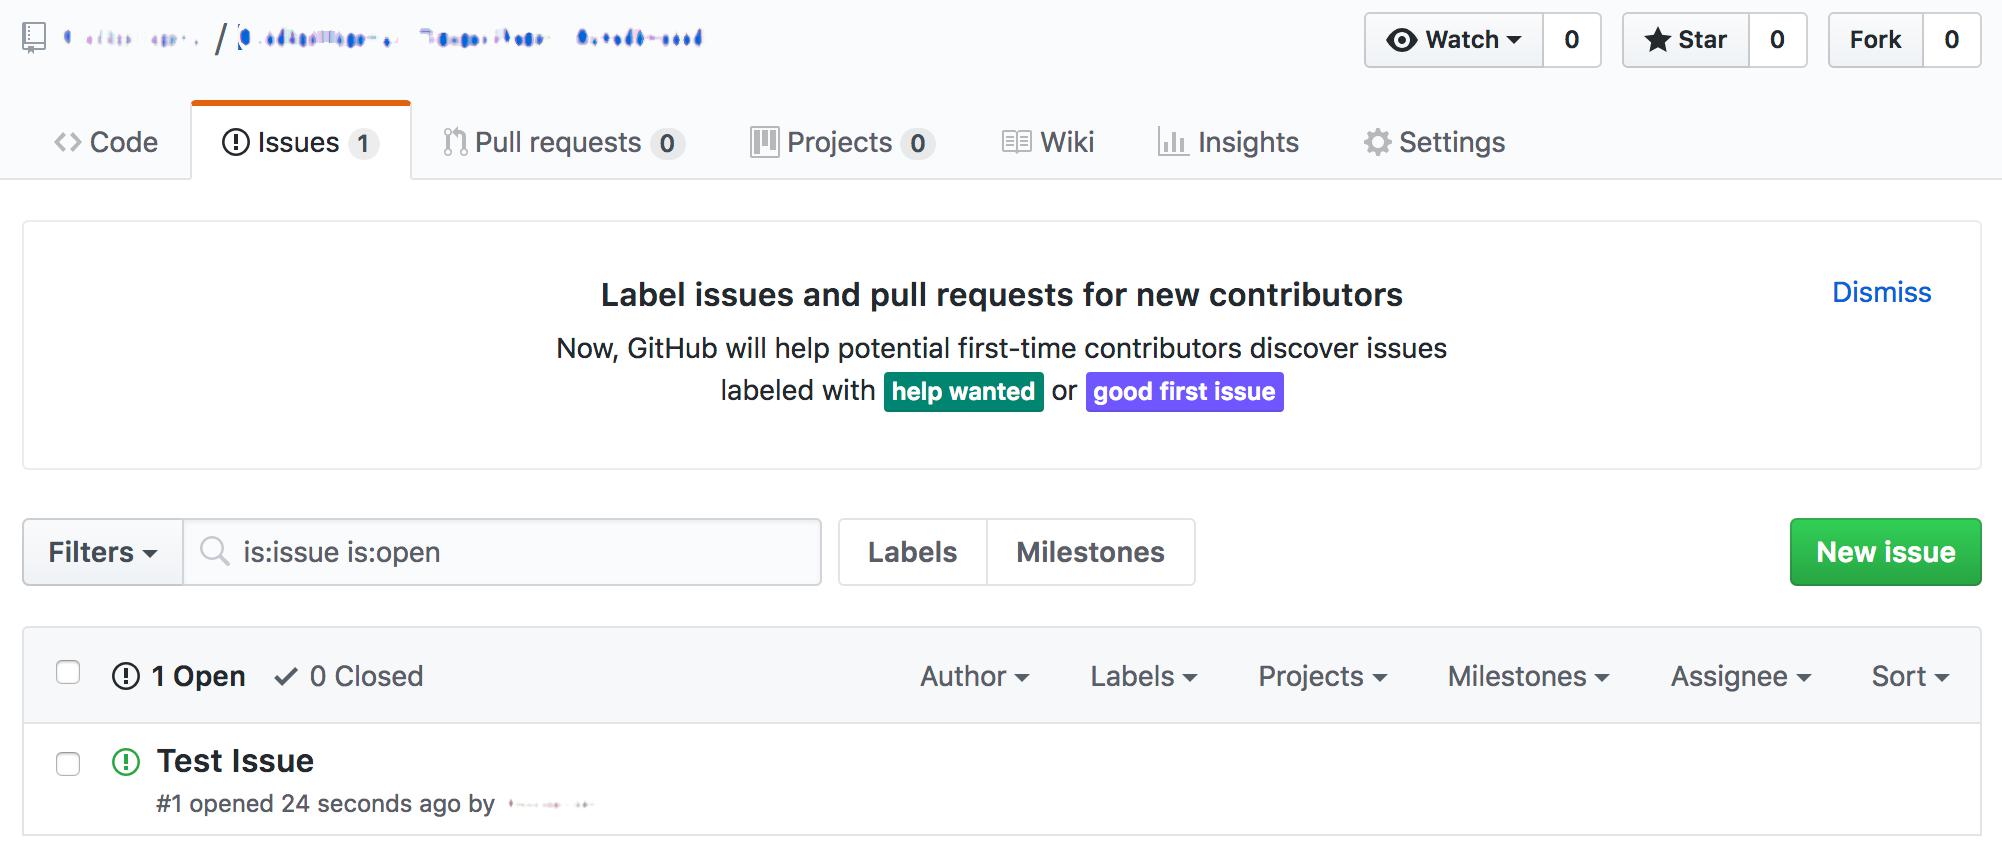 /
Watch 0 Star 0 Fork 0
Code Issues 1 Pull requests 0 Projects 0 Wiki Insights Settings
Label issues and pull requests for new contributors
Dismiss
Now, GitHub will help potential first-time contributors discover issues
labeled with help wanted or good first issue
Filters is:issue is:open Labels Milestones New issue
1 Open 0 Closed Author Labels Projects Milestones Assignee Sort
Test Issue
#1 opened 24 seconds ago by